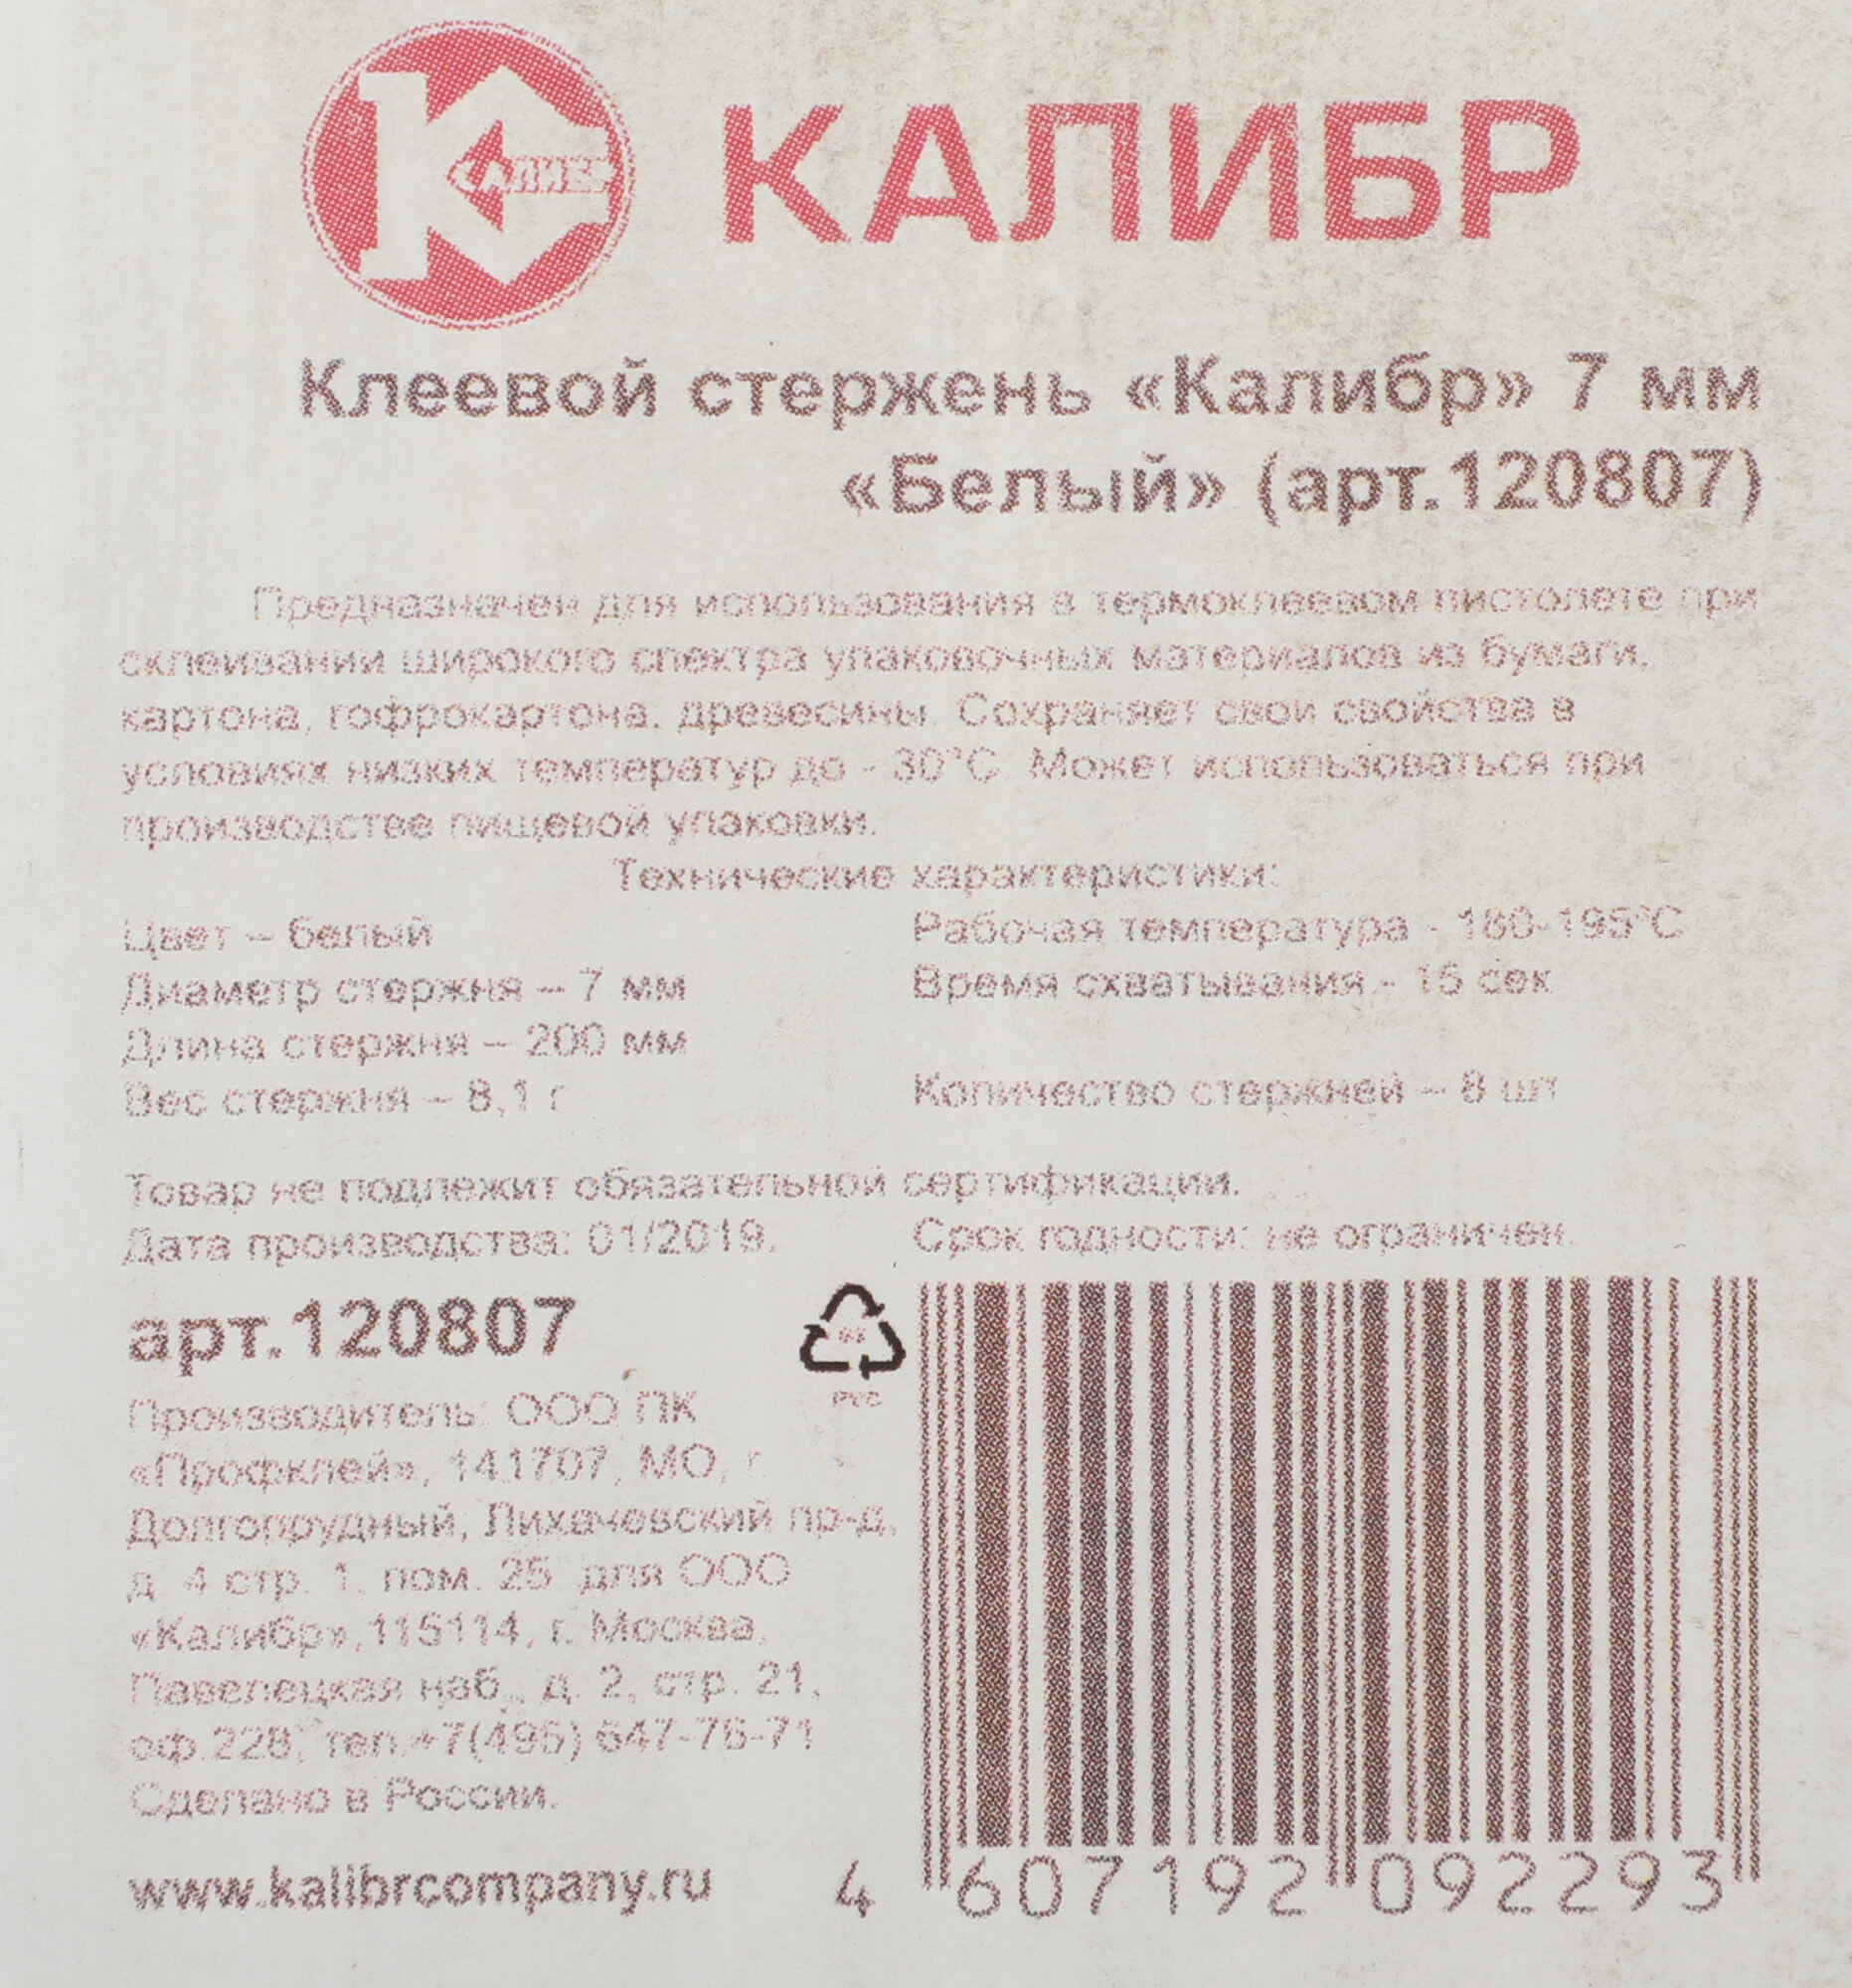 КАЛИБР
КАЛИБР
Клеевой стержень «Калибр» 7 мм
«Белый» (арт.120807)
Предназначен для использования в термоклеевом пистолете при
склеивании широкого спектра упаковочных материалов из бумаги,
картона, гофрокартона, древесины. Сохраняет свои свойства в
условиях низких температур до - 30°С. Может использоваться при
производстве пищевой упаковки.
Технические характеристики:
Цвет – белый
Рабочая температура - 180-195°С
Диаметр стержня – 7 мм
Время схватывания - 15 сек
Длина стержня – 200 мм
Вес стержня – 8,1 г
Количество стержней – 8 шт
Товар не подлежит обязательной сертификации.
Дата производства: 01/2019.
Срок годности: не ограничен.
арт.120807
PVC
Производитель: ООО ПК
«Профклей», 141707, МО, г.
Долгопрудный, Лихачевский пр-д,
д. 4 стр. 1, пом. 25 для ООО
«Калибр»,115114, г. Москва,
Павелецкая наб., д. 2, стр. 21,
оф.228, тел.+7(495) 647-76-71
Сделано в России.
www.kalibrcompany.ru
4 607192 092293